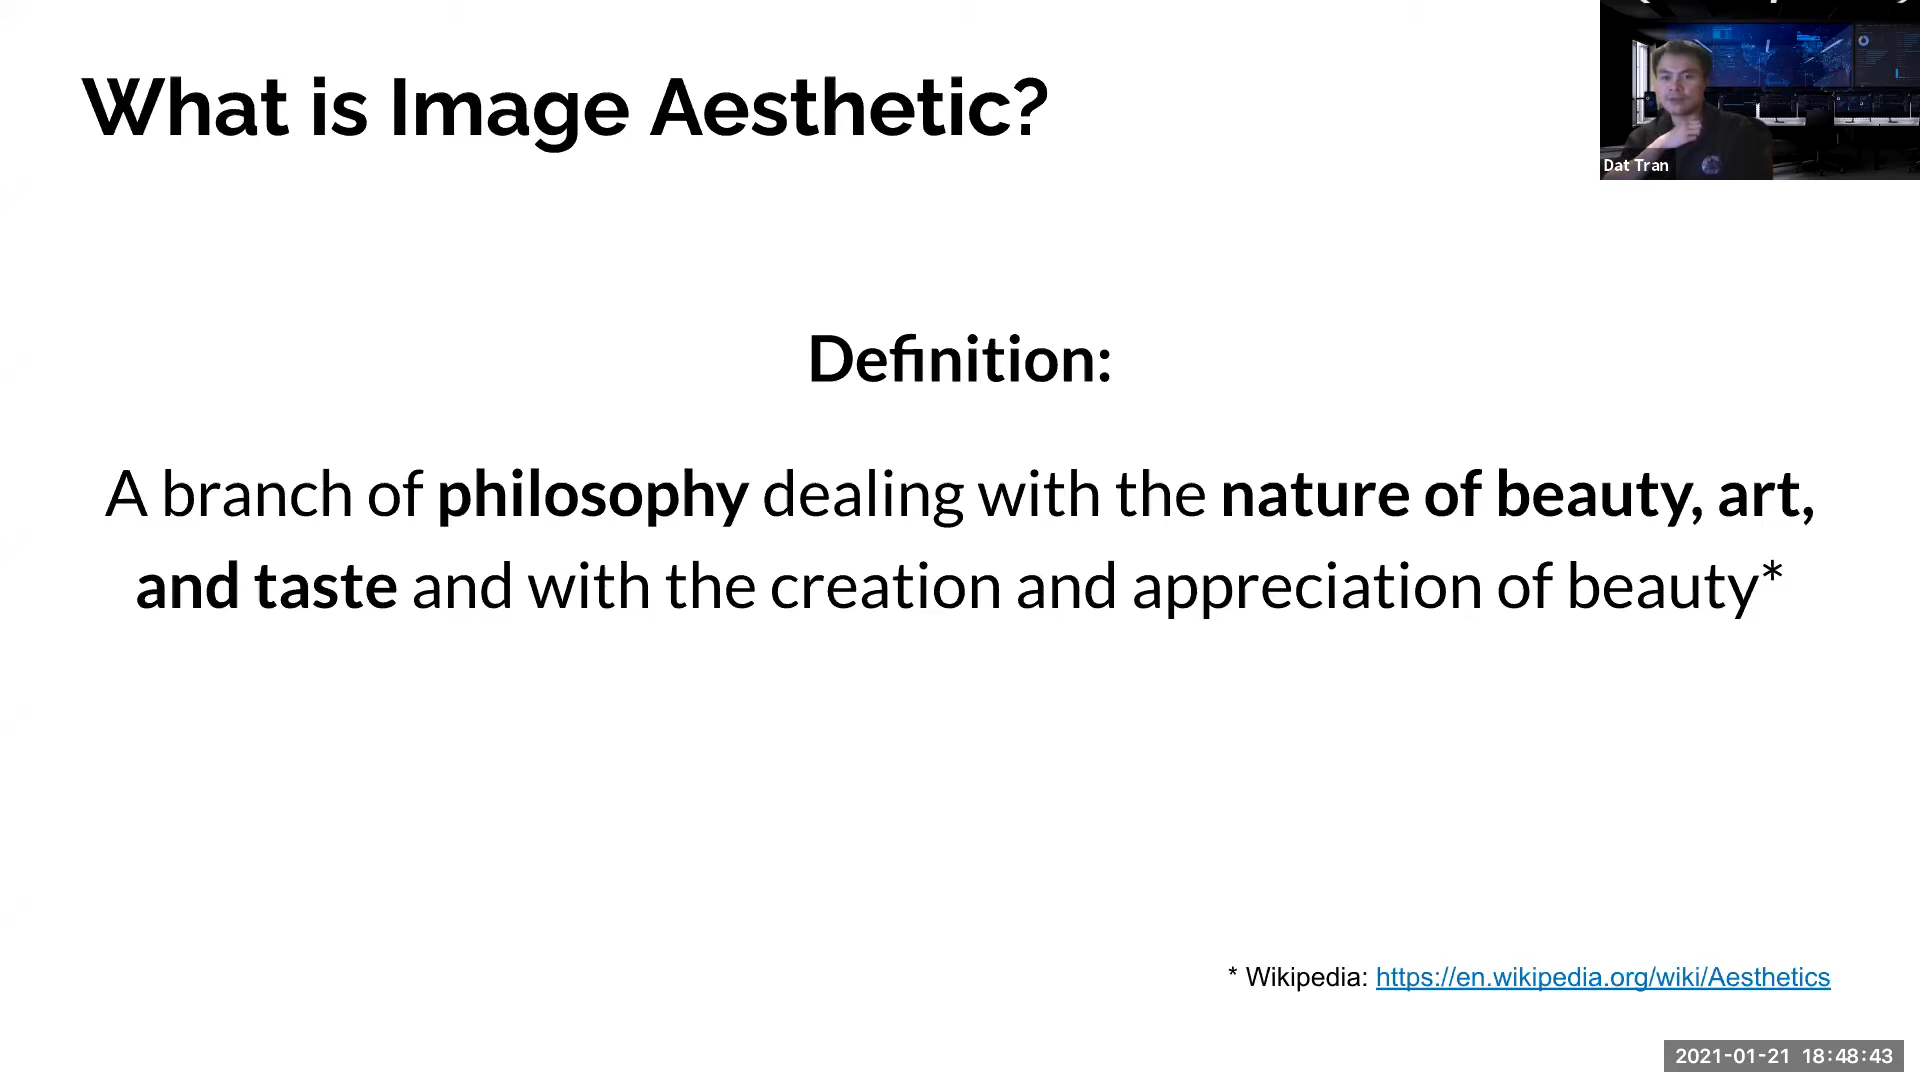 What is Image Aesthetic?
Dat Tran
Definition:
A branch of philosophy dealing with the nature of beauty, art,
and taste and with the creation and appreciation of beauty*
* Wikipedia: https://en.wikipedia.org/wiki/Aesthetics
2021-01-21 18:48:43